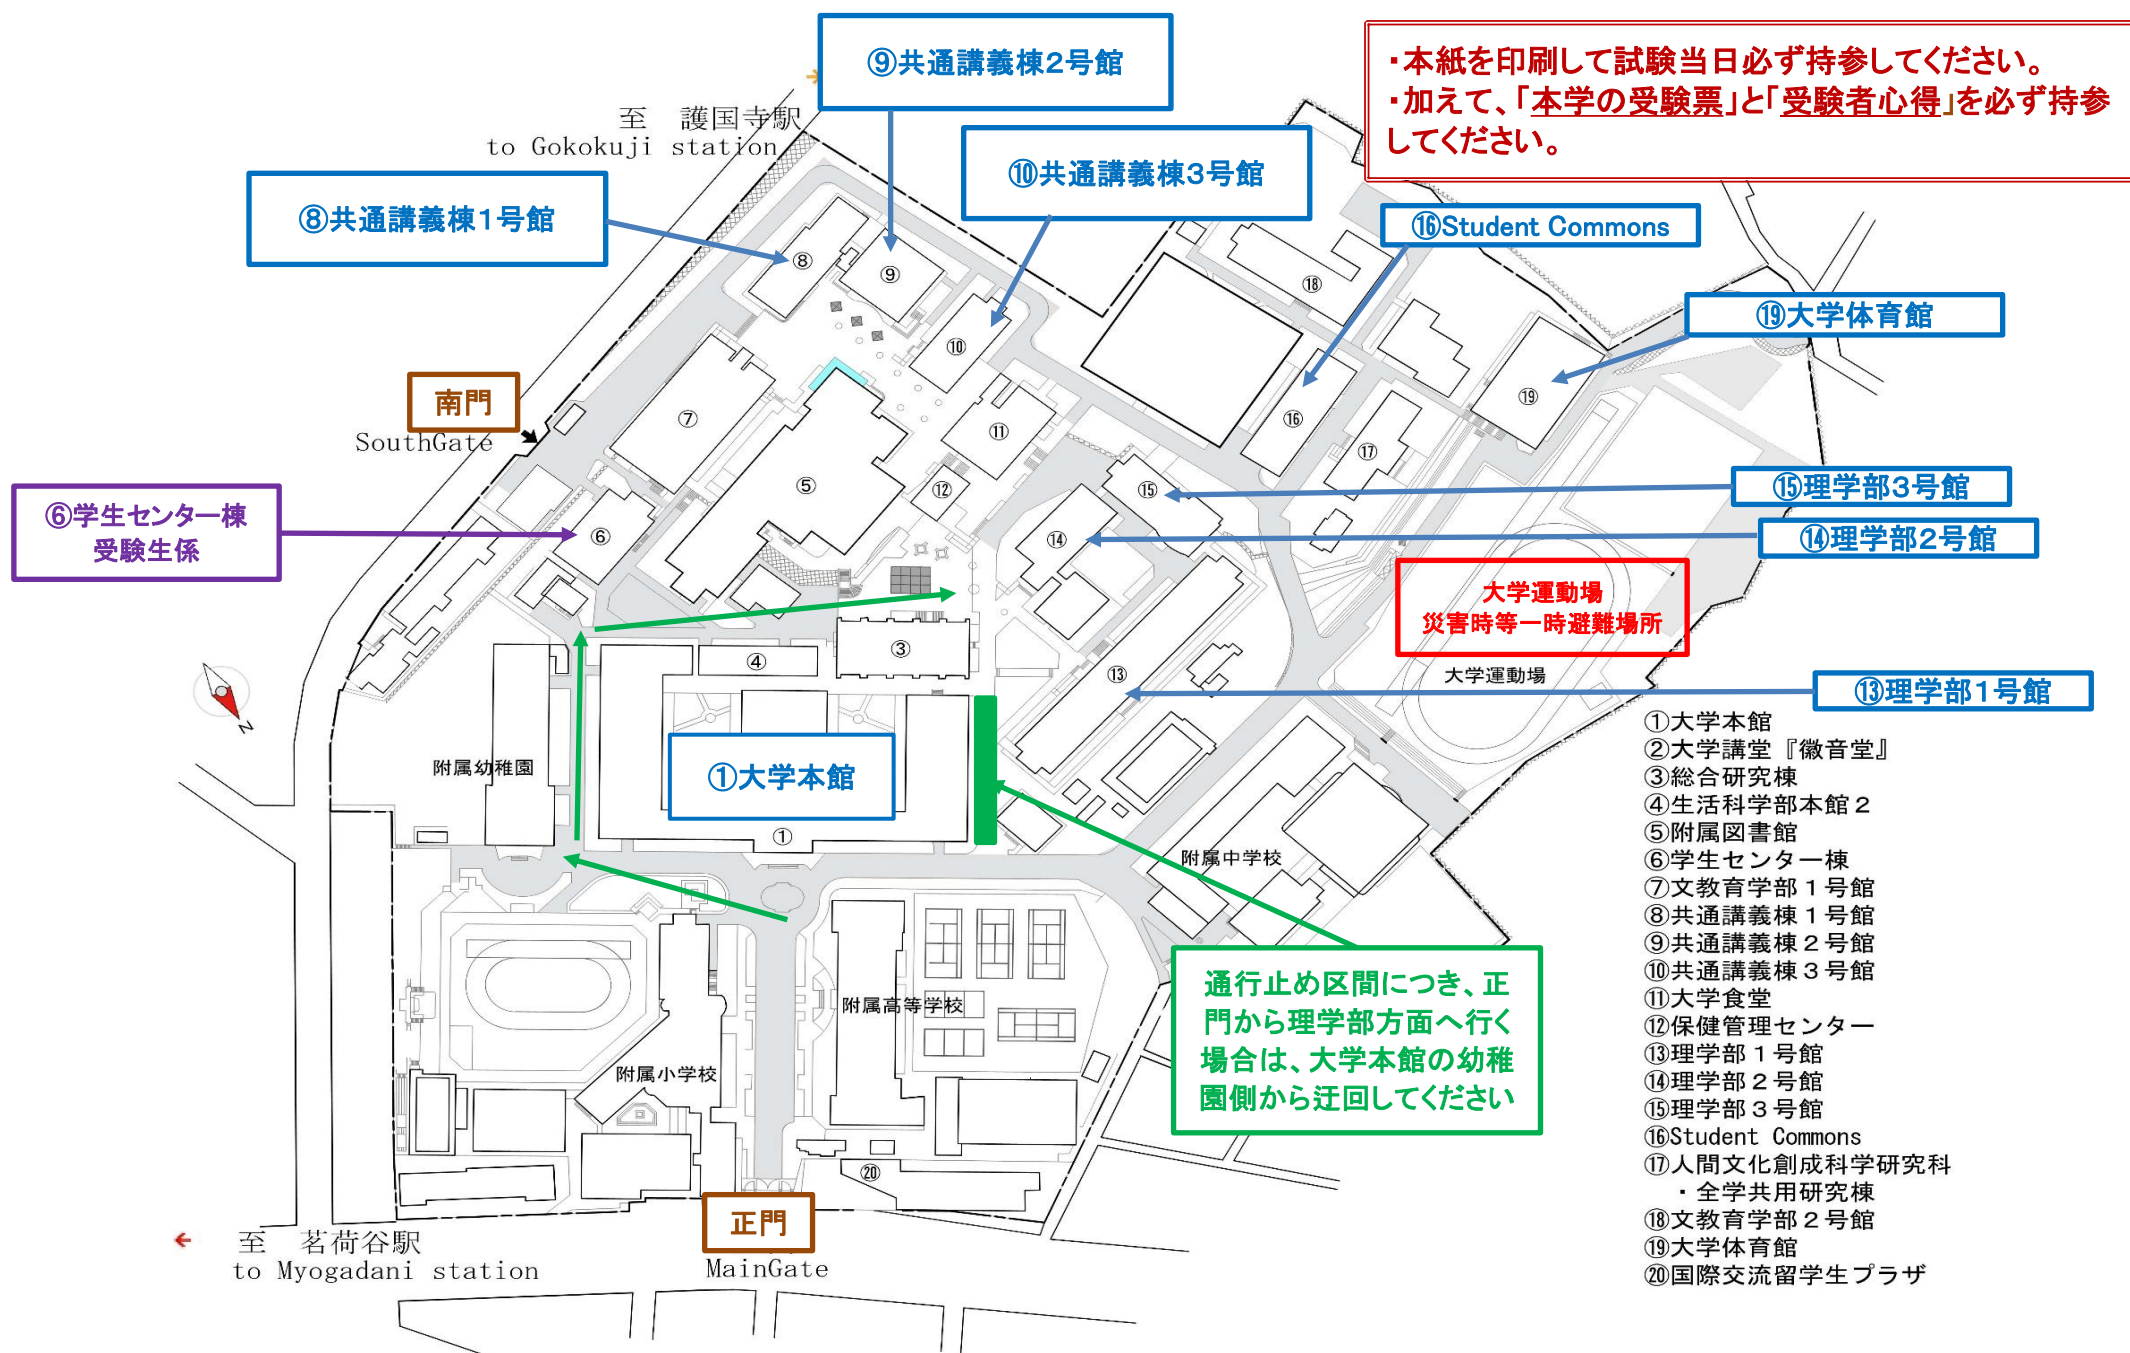 ⑨共通講義棟2号館
・本紙を印刷して試験当日必ず持参してください。
・加えて、「本学の受験票」と「受験者心得」を必ず持参
してください。
至　護国寺駅
to Gokokuji station
⑩共通講義棟3号館
⑧共通講義棟1号館
⑯Student Commons
⑧
⑨
⑱
⑲大学体育館
⑩
南門
SouthGate
⑦
⑪
⑯
⑲
⑰
⑥学生センター棟
受験生係
⑤
⑫
⑮
⑮理学部3号館
⑥
⑭
⑭理学部2号館
大学運動場
災害時等一時避難場所
④
③
⑬
大学運動場
⑬理学部1号館
N
附属幼稚園
①大学本館
①
附属中学校
通行止め区間につき、正
門から理学部方面へ行く
場合は、大学本館の幼稚
園側から迂回してください
附属高等学校
附属小学校
⑳
正門
MainGate
至　茗荷谷駅
to Myogadani station
①大学本館
②大学講堂『徽音堂』
③総合研究棟
④生活科学部本館２
⑤附属図書館
⑥学生センター棟
⑦文教育学部１号館
⑧共通講義棟１号館
⑨共通講義棟２号館
⑩共通講義棟３号館
⑪大学食堂
⑫保健管理センター
⑬理学部１号館
⑭理学部２号館
⑮理学部３号館
⑯Student Commons
⑰人間文化創成科学研究科
・全学共用研究棟
⑱文教育学部２号館
⑲大学体育館
⑳国際交流留学生プラザ